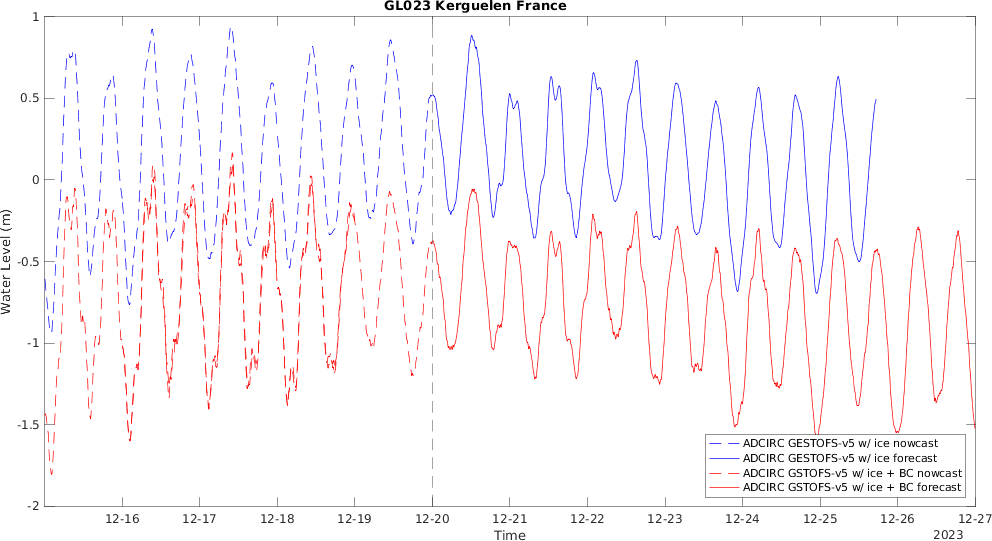 GL023 Kerguelen France
Water Level (m)
1
0.5
0
-0.5
-1
-1.5
-2
12-16
12-17
12-18
12-19
12-20
12-21
12-22
12-23
12-24
12-25
12-26
12-27
Time
2023
ADCIRC GESTOFS-v5 w/ ice nowcast
ADCIRC GESTOFS-v5 w/ ice forecast
ADCIRC GSTOFS-v5 w/ ice + BC nowcast
ADCIRC GSTOFS-v5 w/ ice + BC forecast